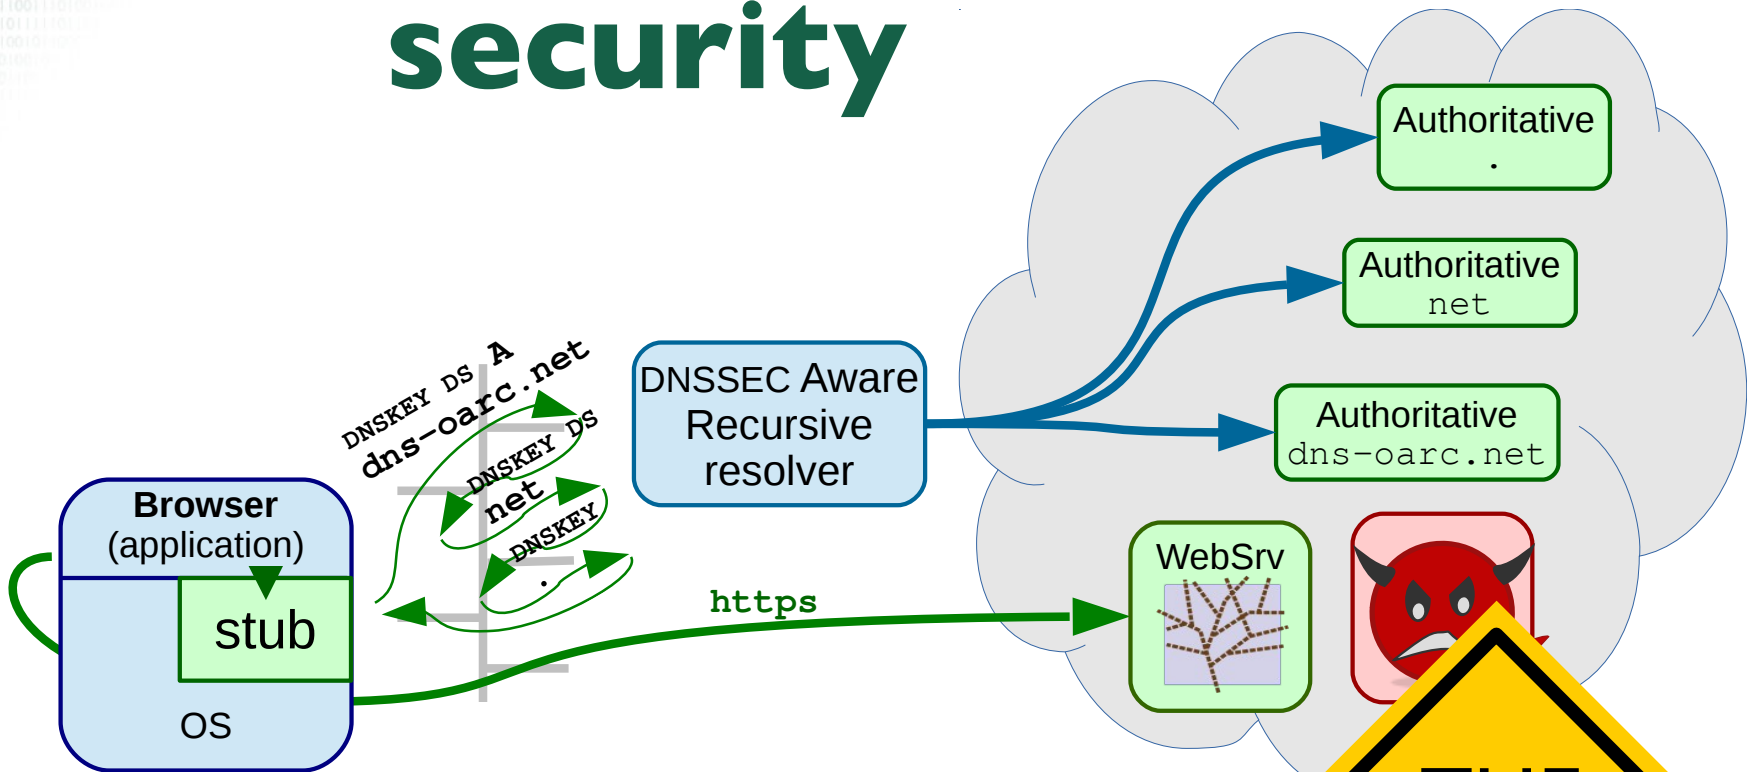 security
Authoritative
.
Authoritative
net
DNSKEY DS A
dns-oarc.net
DNSSEC Aware
Recursive
resolver
Authoritative
dns-oarc.net
DNSKEY DS
net
DNSKEY
.
Browser
(application)
stub
OS
https
WebSrv